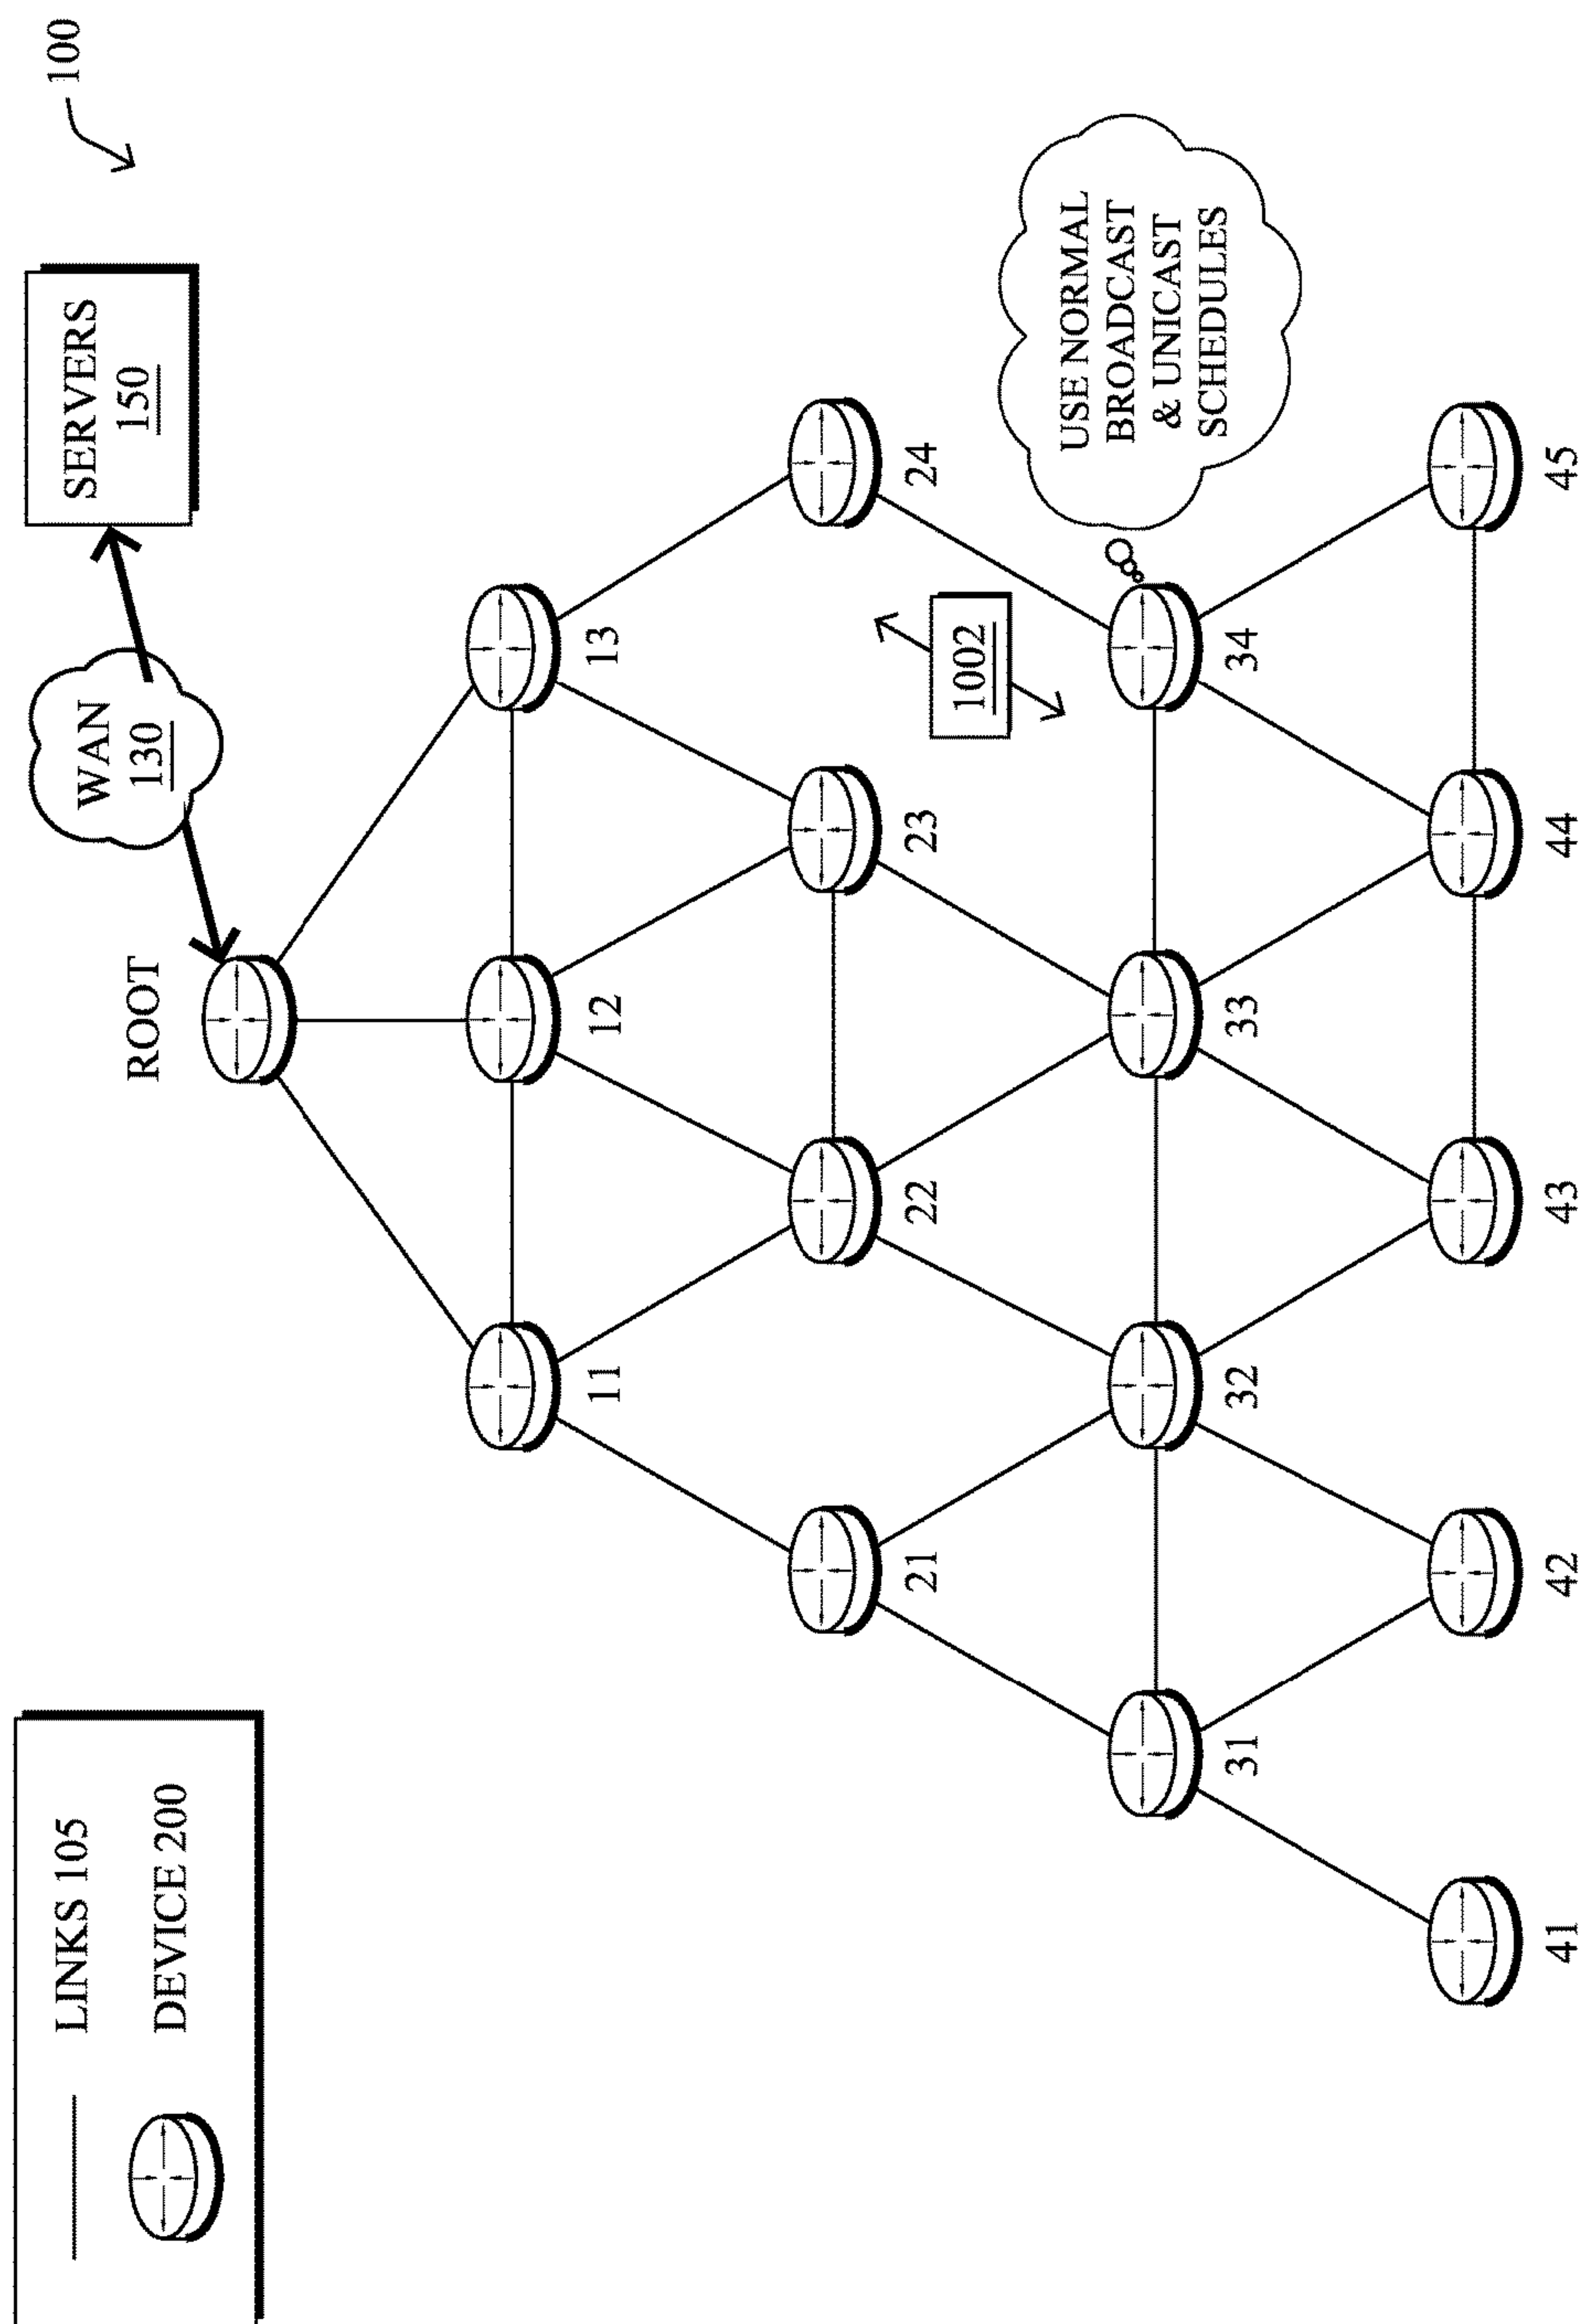 LINKS 105
DEVICE 200
100
SERVERS
150
WAN
130
ROOT
11
12
13
21
22
23
24
1002
USE NORMAL
BROADCAST
& UNICAST
SCHEDULES
31
32
33
34
41
42
43
44
45